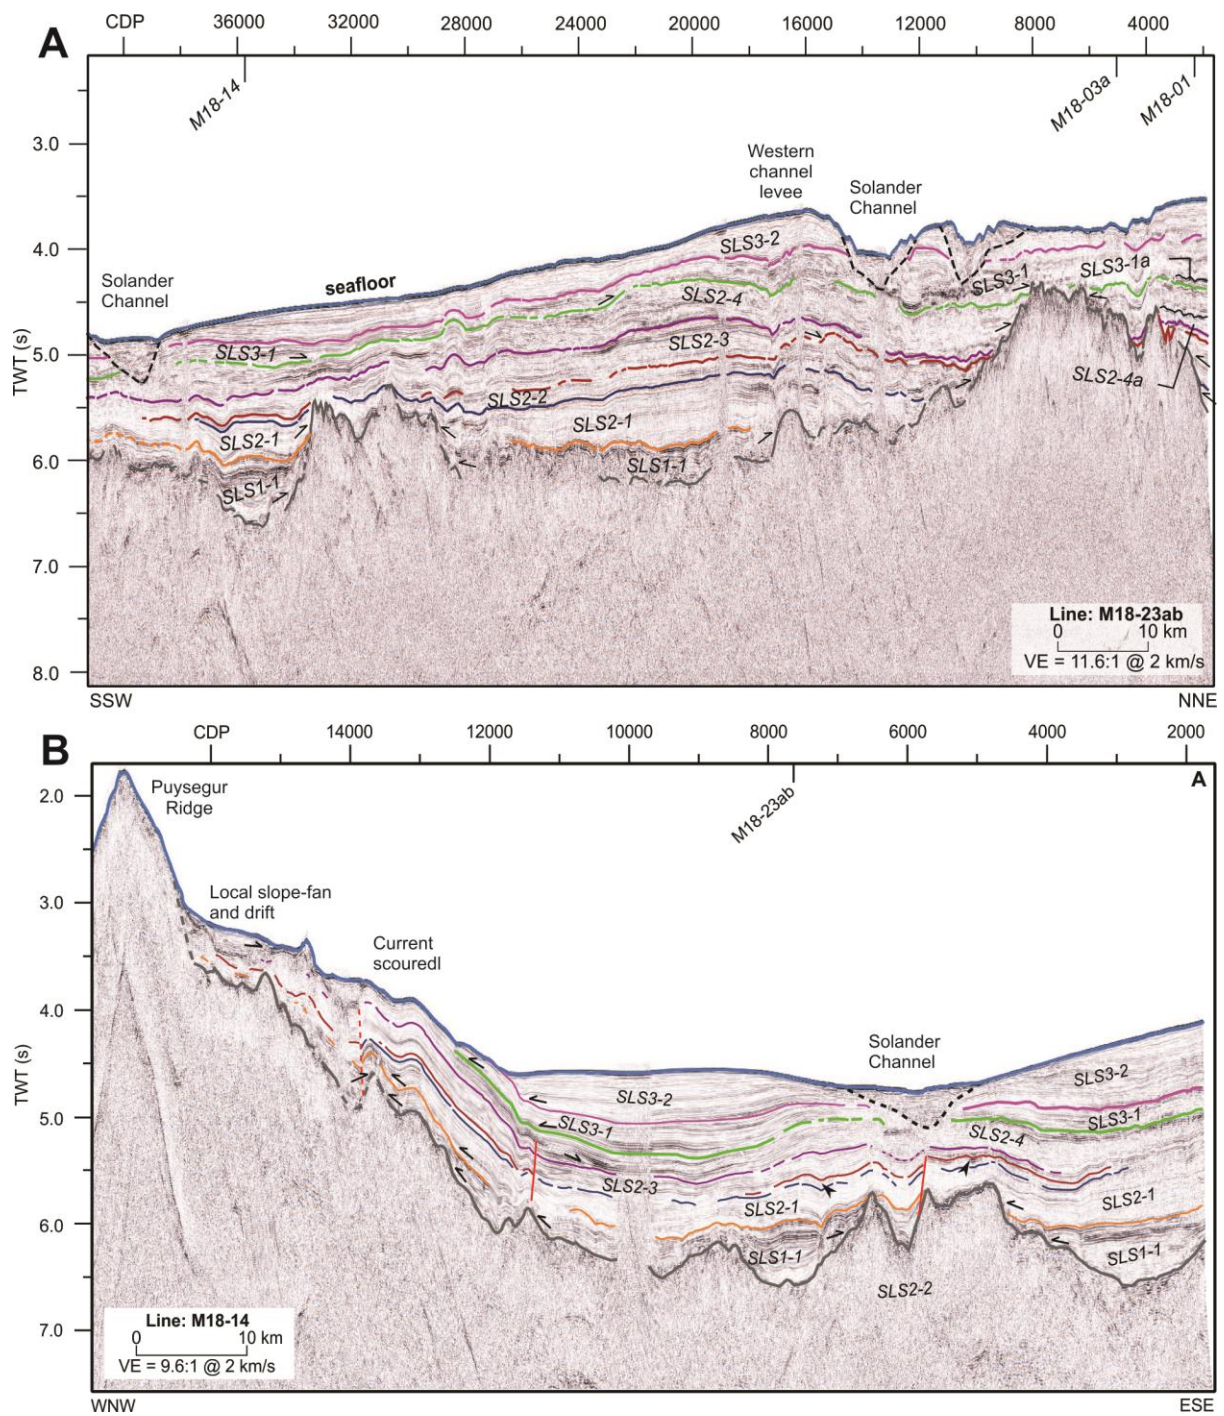 A
CDP 36000 32000 28000 24000 20000 16000 12000 8000 4000
M18-14
M18-03a
M18-01
3.0
Western
channel
levee
Solander
Channel
4.0
SLS3-2
Solander
Channel
seafloor
SLS3-1a
SLS3-1
SLS2-4
TWT (s)
5.0
SLS3-1
SLS2-3
SLS2-4a
SLS2-2
SLS2-1
SLS2-1
6.0
SLS1-1
SLS1-1
7.0
Line: M18-23ab
0 10 km
VE = 11.6:1 @ 2 km/s
8.0
SSW NNE
B
CDP 14000 12000 10000 8000 6000 4000 2000
A
2.0
Puysegur
Ridge
M18-23ab
3.0
Local slope-fan
and drift
Current
scouredl
4.0
Solander
Channel
TWT (s)
SLS3-2
SLS3-2
5.0
SLS3-1
SLS3-1
SLS2-4
SLS2-3
SLS2-1
SLS2-1
6.0
SLS1-1
SLS1-1
SLS2-2
7.0
Line: M18-14
0 10 km
VE = 9.6:1 @ 2 km/s
WNW ESE